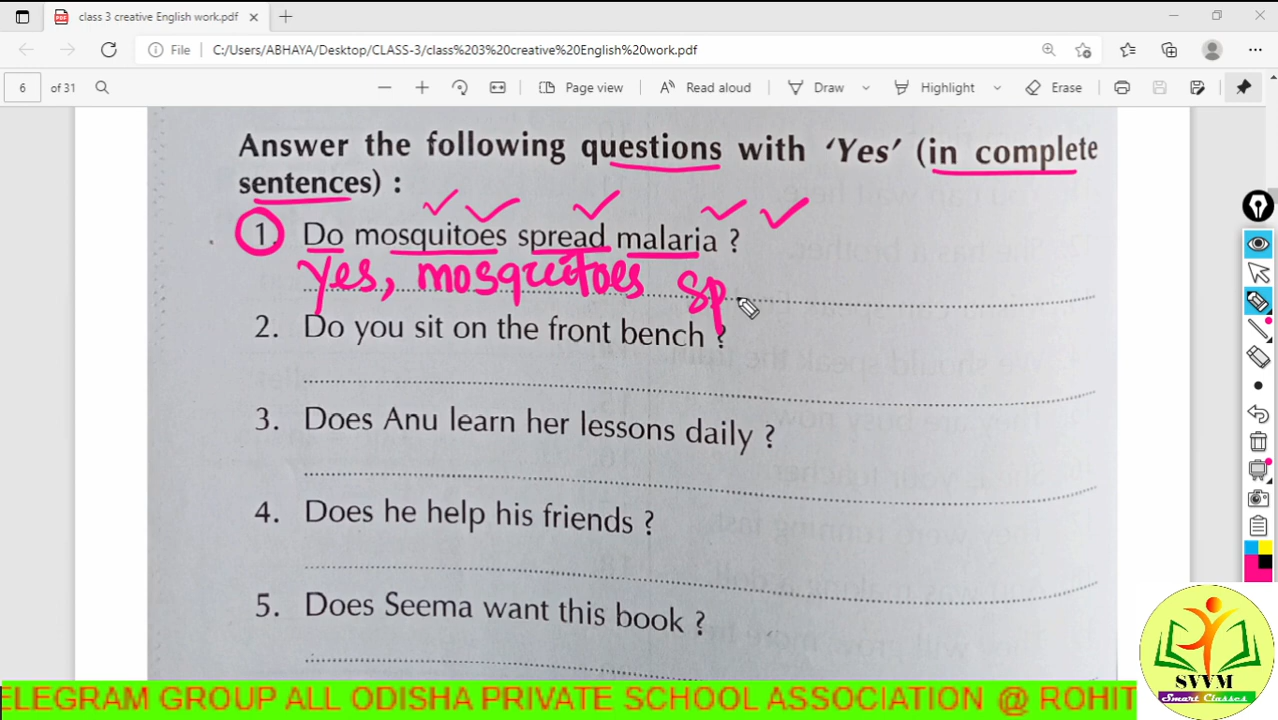 class 3 creative English work.pdf
File C:/Users/ABHAYA/Desktop/CLASS-3/class%203%20creative%20English%20work.pdf
6 of 31 Page view Read aloud Draw Highlight Erase
Answer the following questions with ‘Yes’ (in complete
sentences) :
1. Do mosquitoes spread malaria ?
Yes, mosquitoes sp
2. Do you sit on the front bench ?
3. Does Anu learn her lessons daily ?
4. Does he help his friends ?
5. Does Seema want this book ?
SVVM
Smart Classes
ELEGRAM GROUP ALL ODISHA PRIVATE SCHOOL ASSOCIATION @ ROHIT